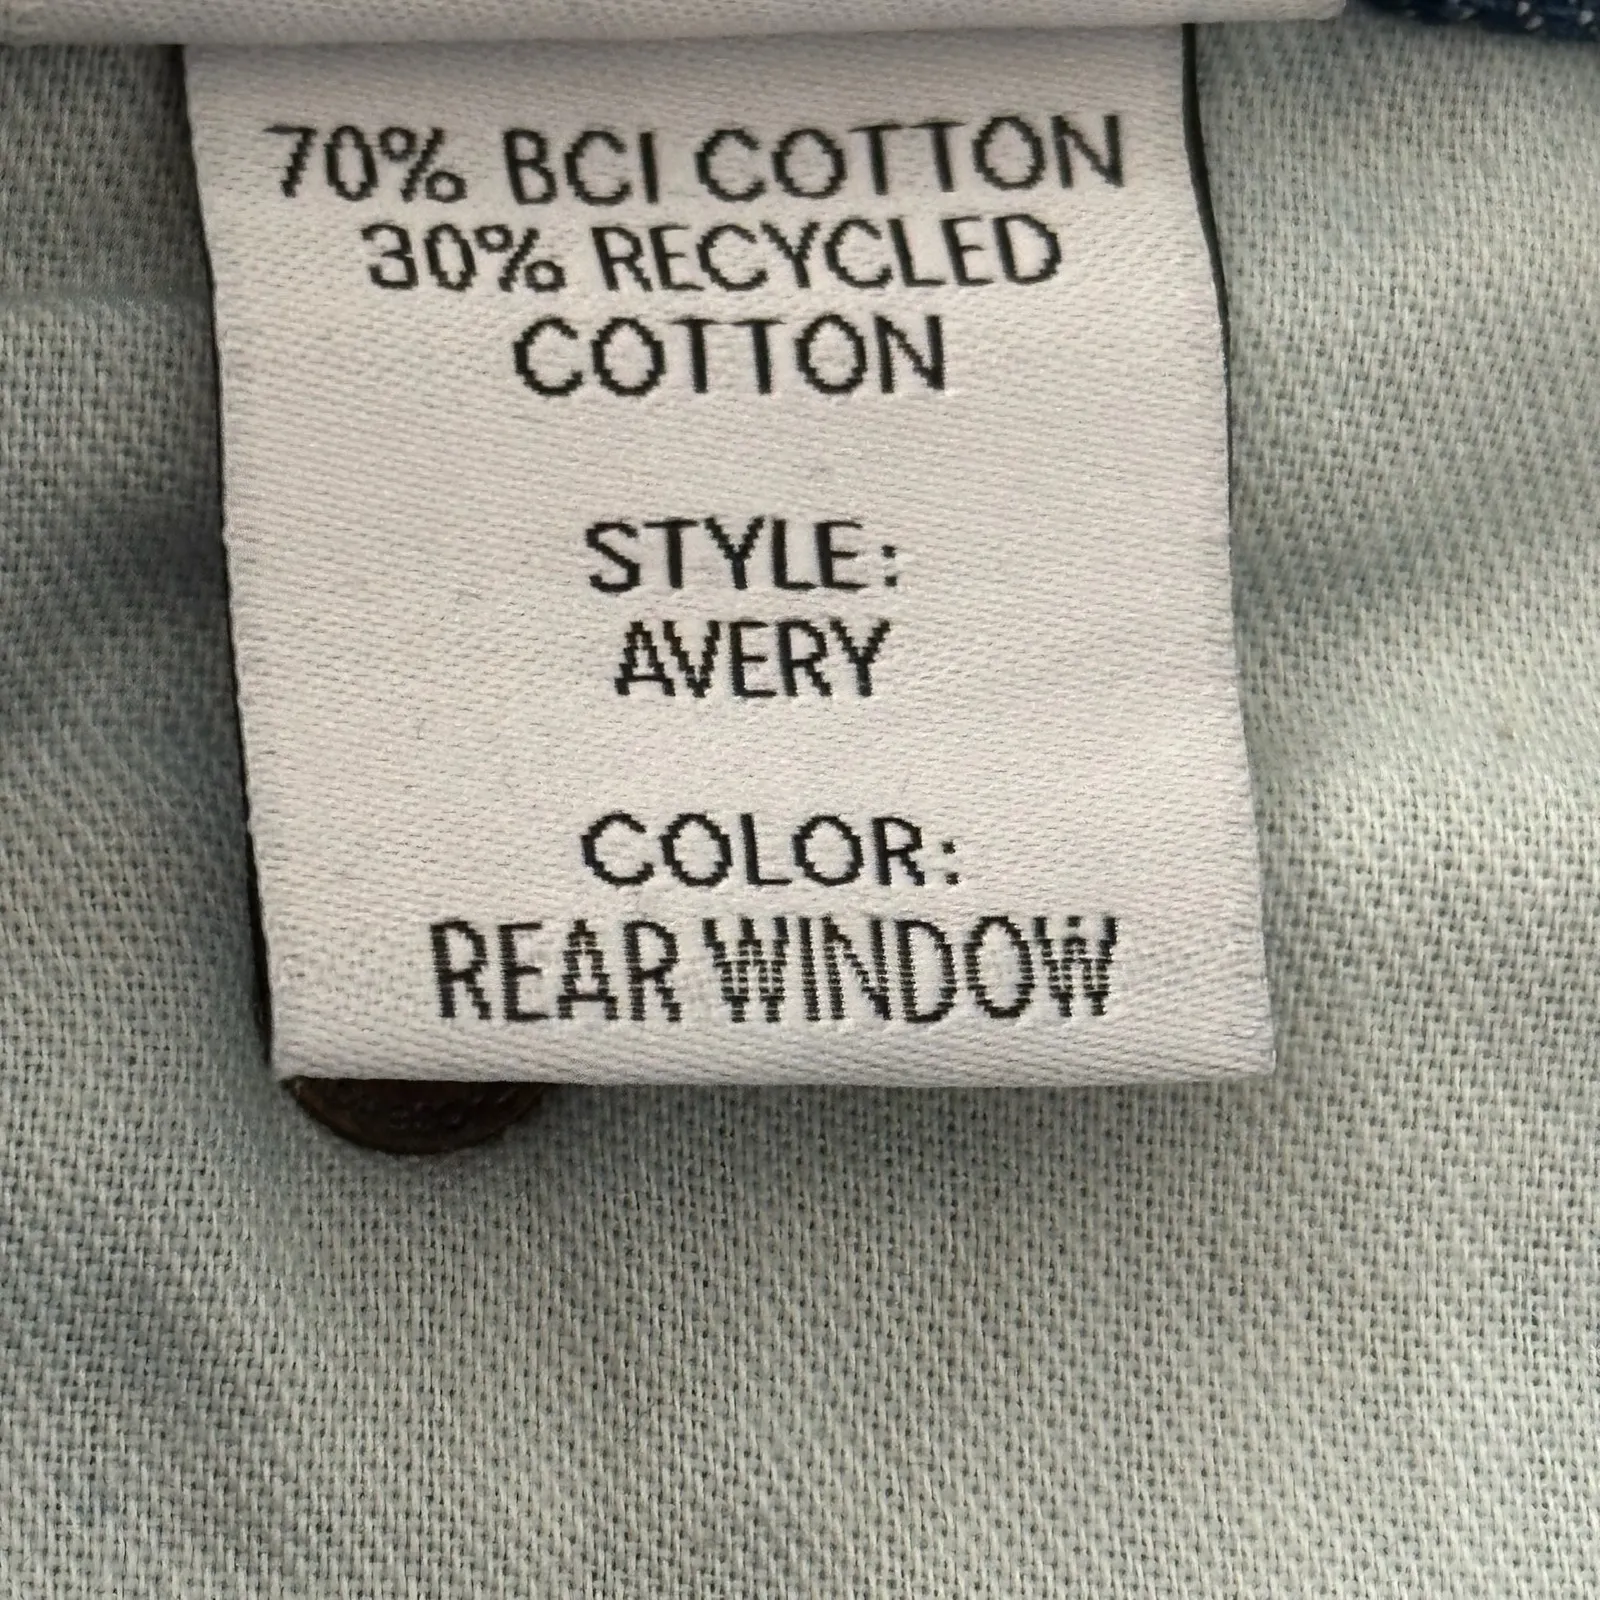 70% BCI COTTON
30% RECYCLED
COTTON
STYLE:
AVERY
COLOR:
REAR WINDOW